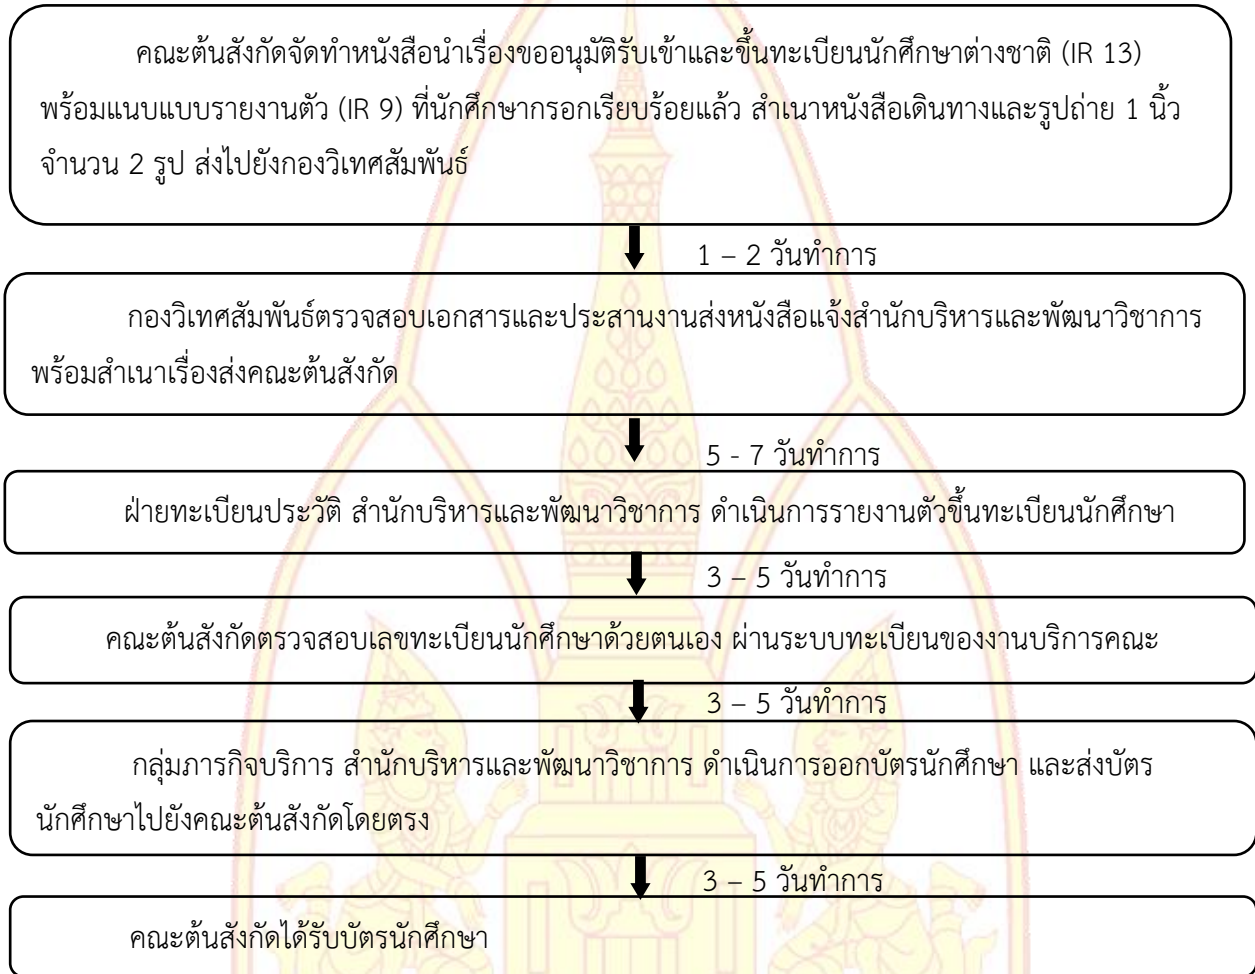 คณะต้นสังกัดจัดทำหนังสือนำเรื่องขออนุมัติรับเข้าและขึ้นทะเบียนนักศึกษาต่างชาติ (IR 13)
พร้อมแนบแบบรายงานตัว (IR 9) ที่นักศึกษากรอกเรียบร้อยแล้ว สำเนาหนังสือเดินทางและรูปถ่าย 1 นิ้ว
จำนวน 2 รูป ส่งไปยังกองวิเทศสัมพันธ์
1 – 2 วันทำการ
กองวิเทศสัมพันธ์ตรวจสอบเอกสารและประสานงานส่งหนังสือแจ้งสำนักบริหารและพัฒนาวิชาการ
พร้อมสำเนาเรื่องส่งคณะต้นสังกัด
5 - 7 วันทำการ
ฝ่ายทะเบียนประวัติ สำนักบริหารและพัฒนาวิชาการ ดำเนินการรายงานตัวขึ้นทะเบียนนักศึกษา
3 – 5 วันทำการ
คณะต้นสังกัดตรวจสอบเลขทะเบียนนักศึกษาด้วยตนเอง ผ่านระบบทะเบียนของงานบริการคณะ
3 – 5 วันทำการ
กลุ่มภารกิจบริการ สำนักบริหารและพัฒนาวิชาการ ดำเนินการออกบัตรนักศึกษา และส่งบัตร
นักศึกษาไปยังคณะต้นสังกัดโดยตรง
3 – 5 วันทำการ
คณะต้นสังกัดได้รับบัตรนักศึกษา